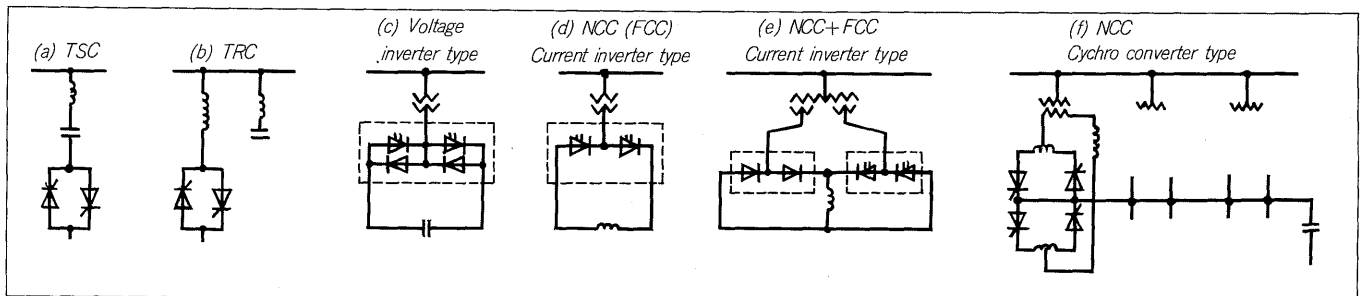 (a) TSC
(b) TRC
(c) Voltage
inverter type
(d) NCC (FCC)
Current inverter type
(e) NCC+FCC
Current inverter type
(f) NCC
Cychro converter type